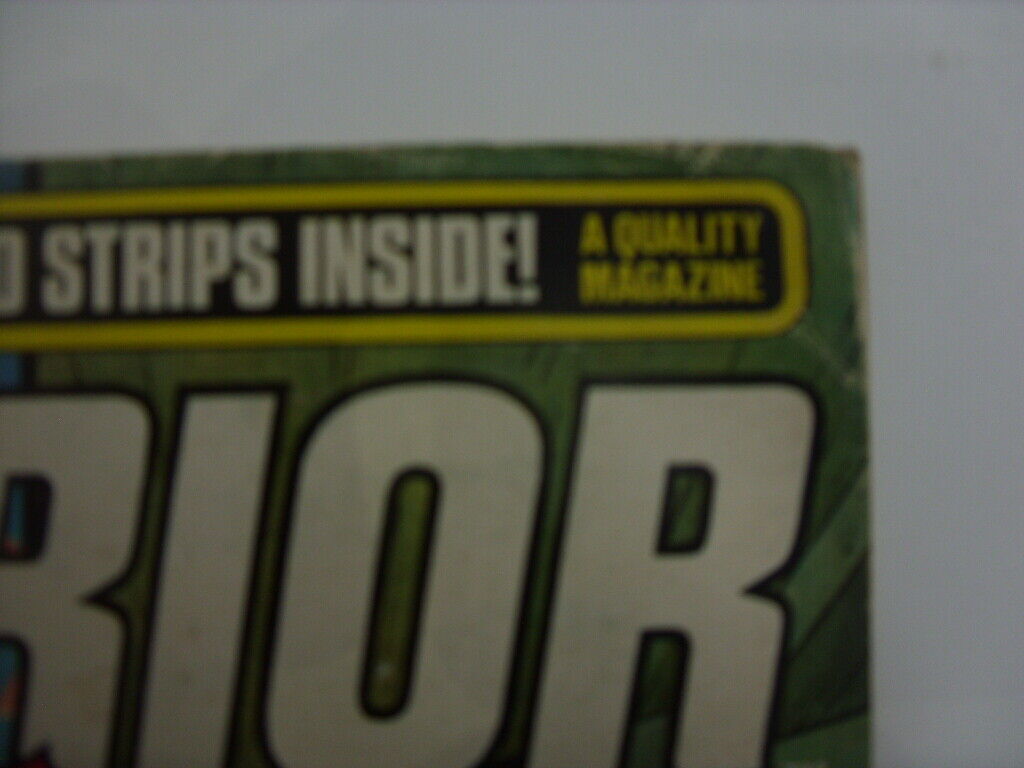 D STRIPS INSIDE!
A QUALITY
MAGAZINE
RIOR